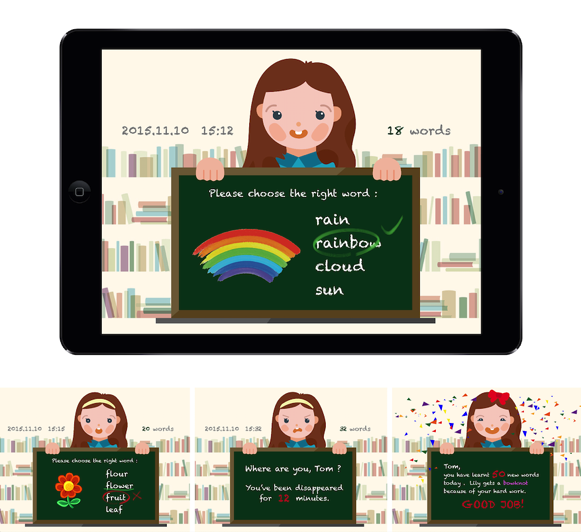 2015.11.10 15:12
18 words
Please choose the right word :
rain
rainbow
cloud
sun
2015.11.10 15:15
20 words
Please choose the right word :
flour
flower
fruit
leaf
2015.11.10 15:32
32 words
Where are you, Tom ?
You've been disappeared
for 12 minutes.
Tom,
you have learnt 50 new words
today . Lily gets a bowknot
because of your hard work.
GOOD JOB!